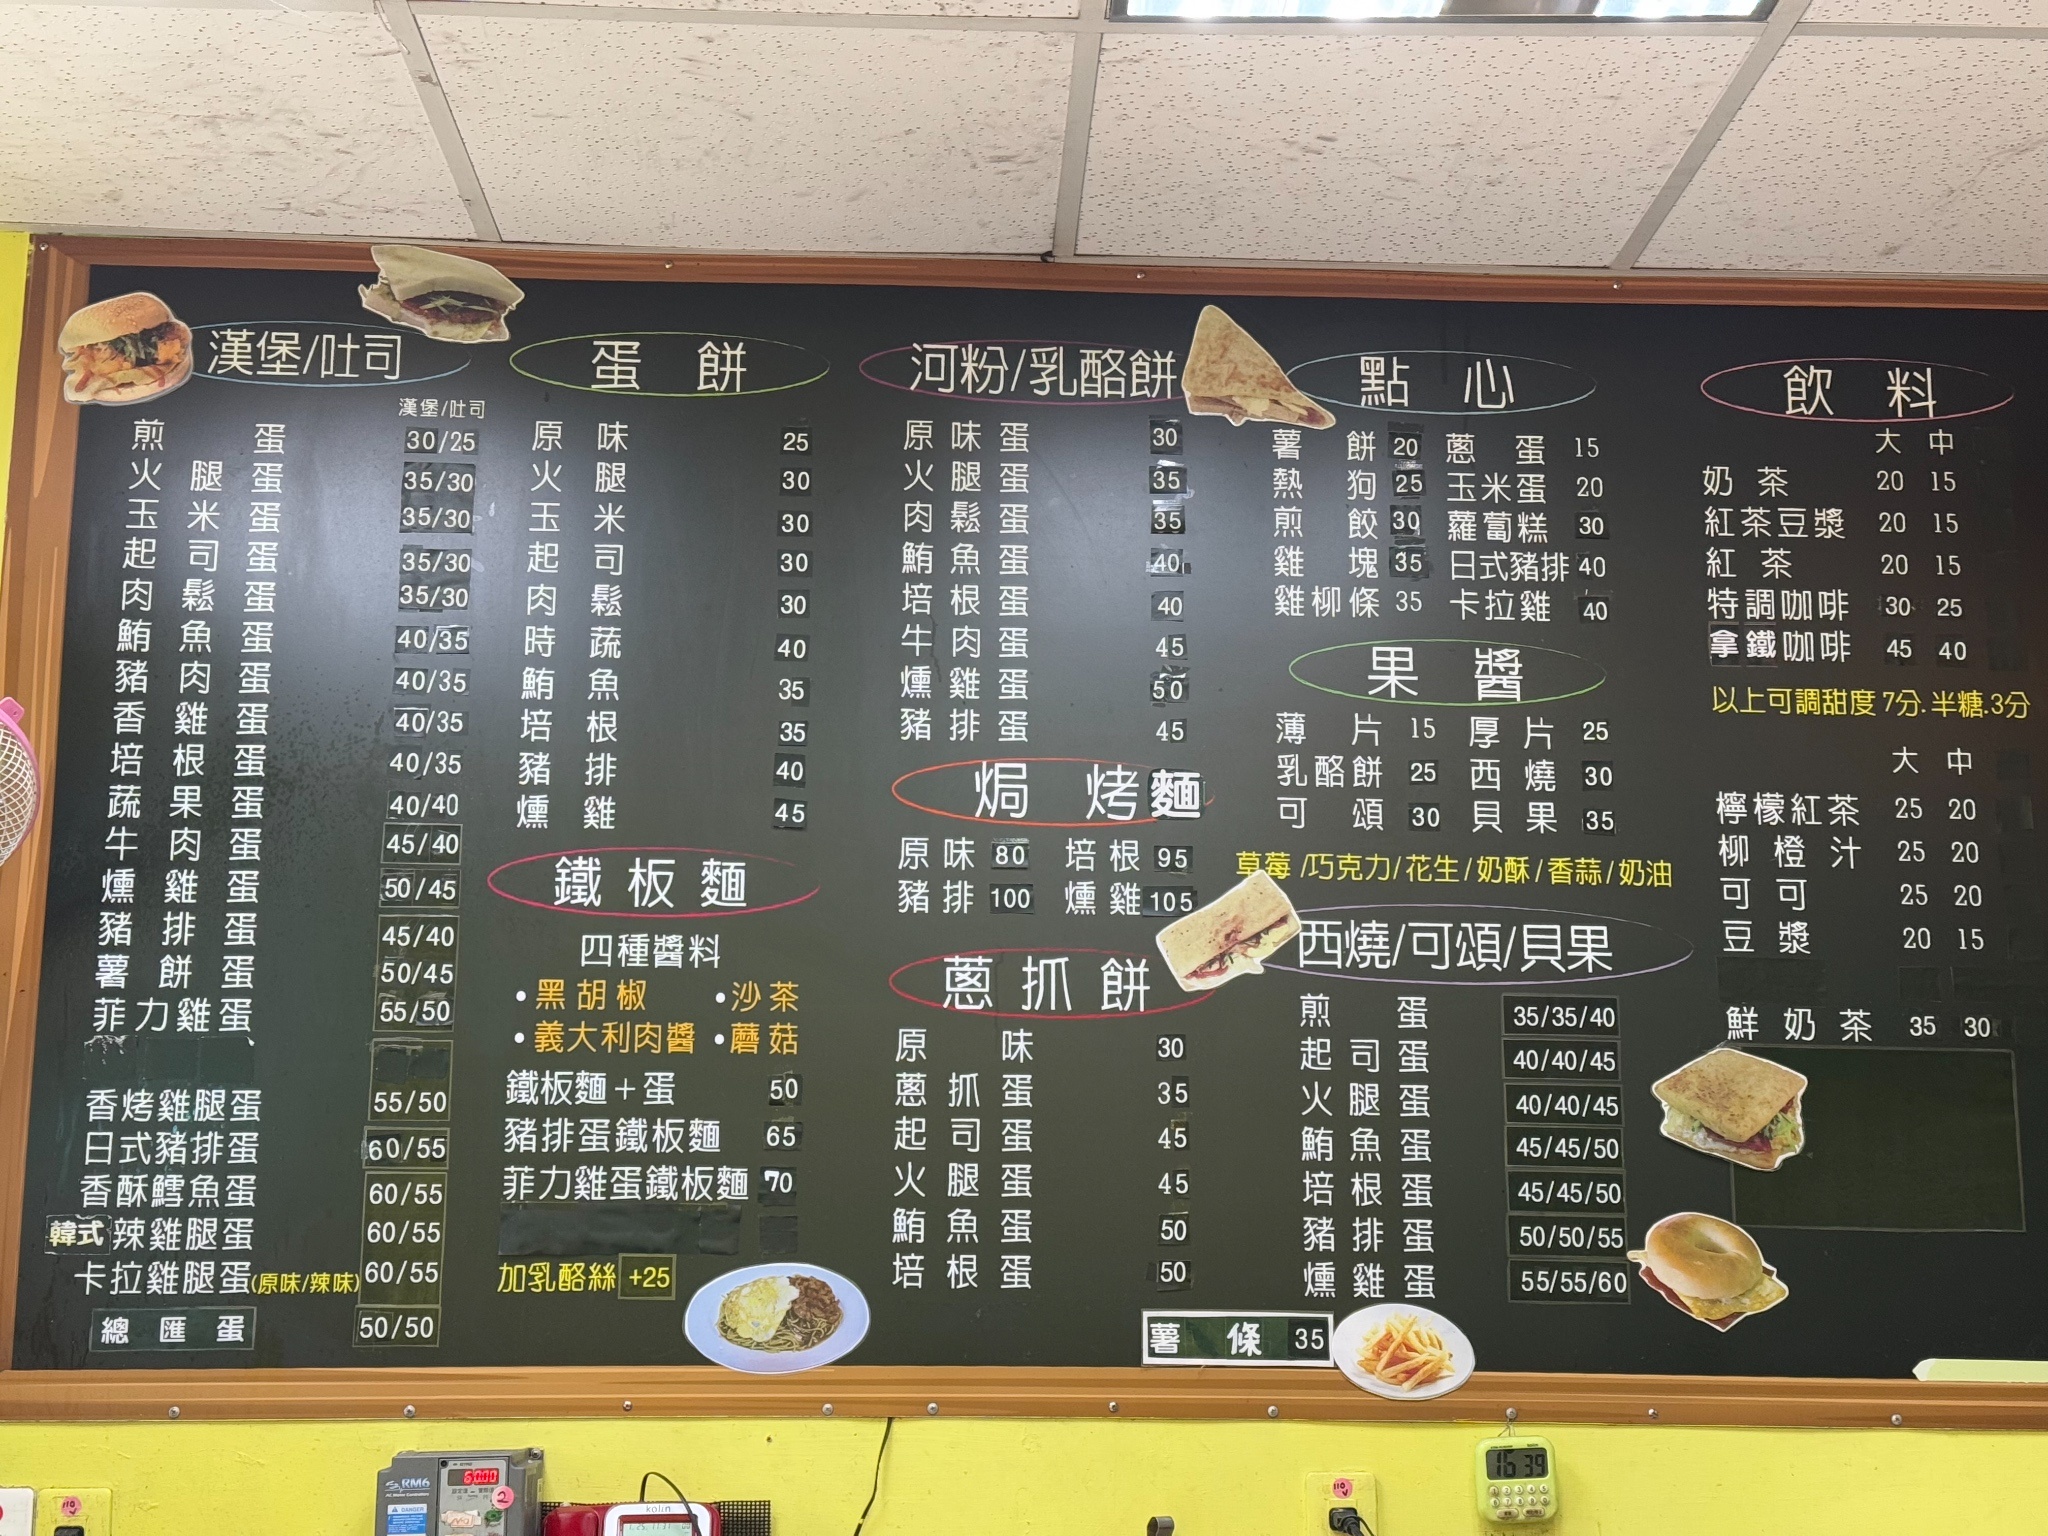 漢堡/吐司
漢堡/吐司
煎蛋 30/25
火腿蛋 35/30
玉米蛋 35/30
起司蛋 35/30
肉鬆蛋 35/30
鮪魚蛋 40/35
豬肉蛋 40/35
香雞蛋 40/35
培根蛋 40/35
蔬果蛋 40/40
牛肉蛋 45/40
燻雞蛋 50/45
豬排蛋 45/40
薯餅蛋 50/45
菲力雞蛋 55/50
香烤雞腿蛋 55/50
日式豬排蛋 60/55
香酥鱈魚蛋 60/55
韓式辣雞腿蛋 60/55
卡拉雞腿蛋(原味/辣味) 60/55
總匯蛋 50/50
蛋餅
原味 25
火腿 30
玉米 30
起司 30
肉鬆 30
時蔬 40
鮪魚 35
培根 35
豬排 40
燻雞 45
鐵板麵
四種醬料
•黑胡椒 •沙茶
•義大利肉醬 •蘑菇
鐵板麵+蛋 50
豬排蛋鐵板麵 65
菲力雞蛋鐵板麵 70
加乳酪絲 +25
河粉/乳酪餅
原味蛋 30
火腿蛋 35
肉鬆蛋 35
鮪魚蛋 40
培根蛋 40
牛肉蛋 45
燻雞蛋 50
豬排蛋 45
焗烤麵
原味 80 培根 95
豬排 100 燻雞 105
蔥抓餅
原味 30
蔥抓蛋 35
起司蛋 45
火腿蛋 45
鮪魚蛋 50
培根蛋 50
點心
薯餅 20 蔥蛋 15
熱狗 25 玉米蛋 20
煎餃 30 蘿蔔糕 30
雞塊 35 日式豬排 40
雞柳條 35 卡拉雞 40
果醬
薄片 15 厚片 25
乳酪餅 25 西燒 30
可頌 30 貝果 35
草莓/巧克力/花生/奶酥/香蒜/奶油
西燒/可頌/貝果
煎蛋 35/35/40
起司蛋 40/40/45
火腿蛋 40/40/45
鮪魚蛋 45/45/50
培根蛋 45/45/50
豬排蛋 50/50/55
燻雞蛋 55/55/60
薯條 35
飲料
大 中
奶茶 20 15
紅茶豆漿 20 15
紅茶 20 15
特調咖啡 30 25
拿鐵咖啡 45 40
以上可調甜度7分.半糖.3分
大 中
檸檬紅茶 25 20
柳橙汁 25 20
可可 25 20
豆漿 20 15
鮮奶茶 35 30
RM6
DANGER
2
kolin
110V
110V
16 39